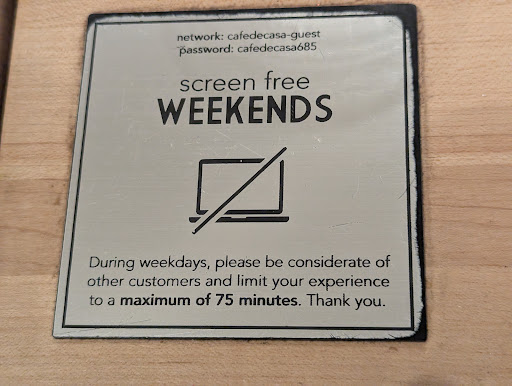 network: cafedecasa-guest
password: cafedecasa685
screen free
WEEKENDS
During weekdays, please be considerate of
other customers and limit your experience
to a maximum of 75 minutes. Thank you.